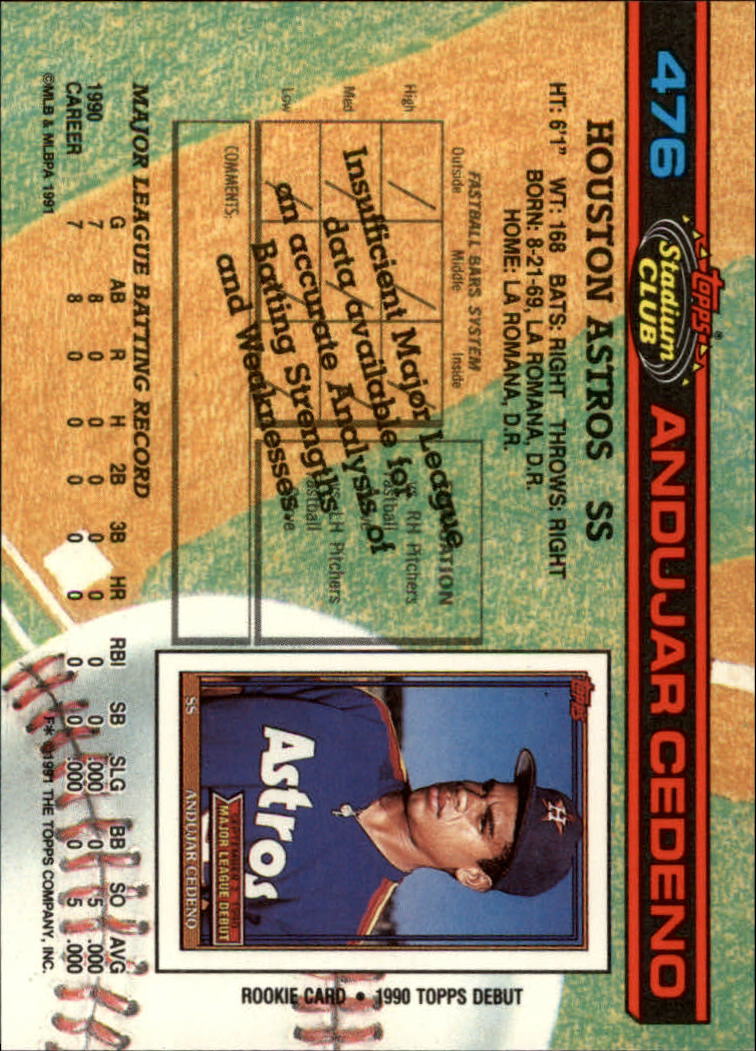 476 TOPPS® Stadium CLUB ANDUJAR CEDENO
HOUSTON ASTROS SS
HT: 6'1" WT: 168 BATS: RIGHT THROWS: RIGHT
BORN: 8-21-69, LA ROMANA, D.R.
HOME: LA ROMANA, D.R.
FASTBALL BARS SYSTEM
Outside Middle Inside
High
Med
Low
RH Pitchers
LH Pitchers
COMMENTS:
Insufficient Major League
data available for
an accurate Analysis of
Batting Strengths
and Weaknesses
MAJOR LEAGUE BATTING RECORD
G AB R H 2B 3B HR RBI SB SLG BB SO AVG
1990 7 8 0 0 0 0 0 0 0 .000 0 5 .000
CAREER 7 8 0 0 0 0 0 0 0 .000 0 5 .000
©MLB & MLBPA 1991 F* ©1991 THE TOPPS COMPANY, INC.
TOPPS
H
Astros
MAJOR LEAGUE DEBUT
SS ANDUJAR CEDENO
ROOKIE CARD • 1990 TOPPS DEBUT